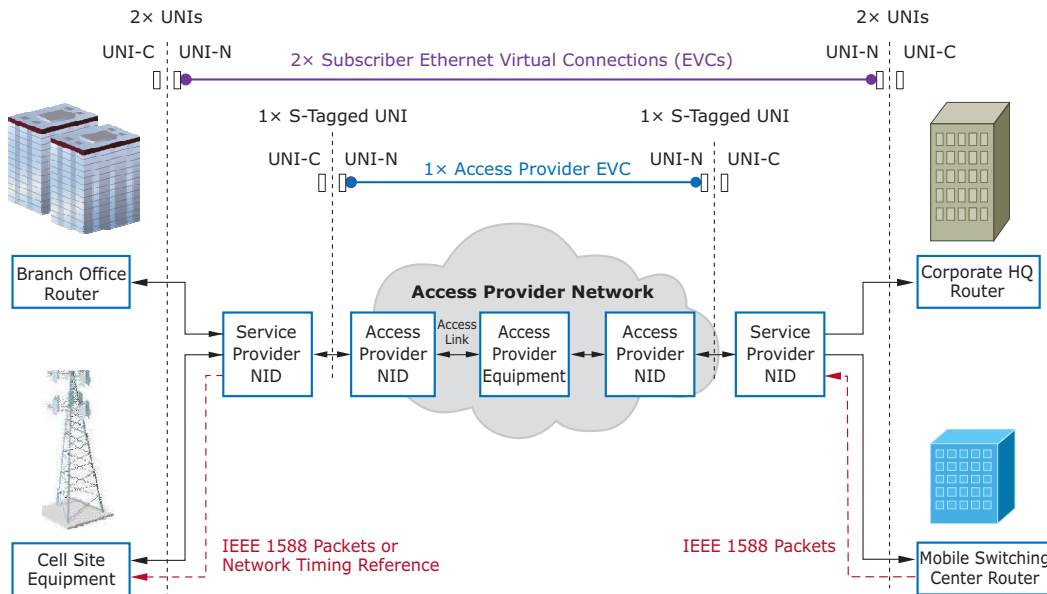 2× UNIs
2× UNIs
UNI-C
UNI-N
UNI-N
UNI-C
2× Subscriber Ethernet Virtual Connections (EVCs)
1× S-Tagged UNI
1× S-Tagged UNI
UNI-C
UNI-N
UNI-N
UNI-C
1× Access Provider EVC
Branch Office
Router
Corporate HQ
Router
Access Provider Network
Service
Provider
NID
Access
Provider
NID
Access
Link
Access
Provider
Equipment
Access
Provider
NID
Service
Provider
NID
IEEE 1588 Packets or
Network Timing Reference
IEEE 1588 Packets
Cell Site
Equipment
Mobile Switching
Center Router